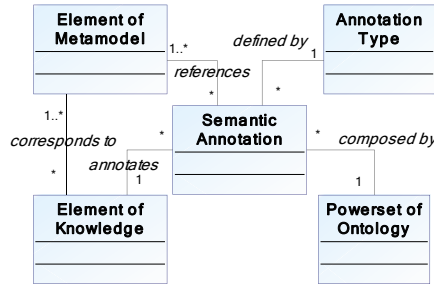 Element of
Metamodel
Annotation
Type
1..*
defined by
1
references
*
*
1..*
Semantic
Annotation
corresponds to
*
*
composed by
annotates
*
1
1
Element of
Knowledge
Powerset of
Ontology